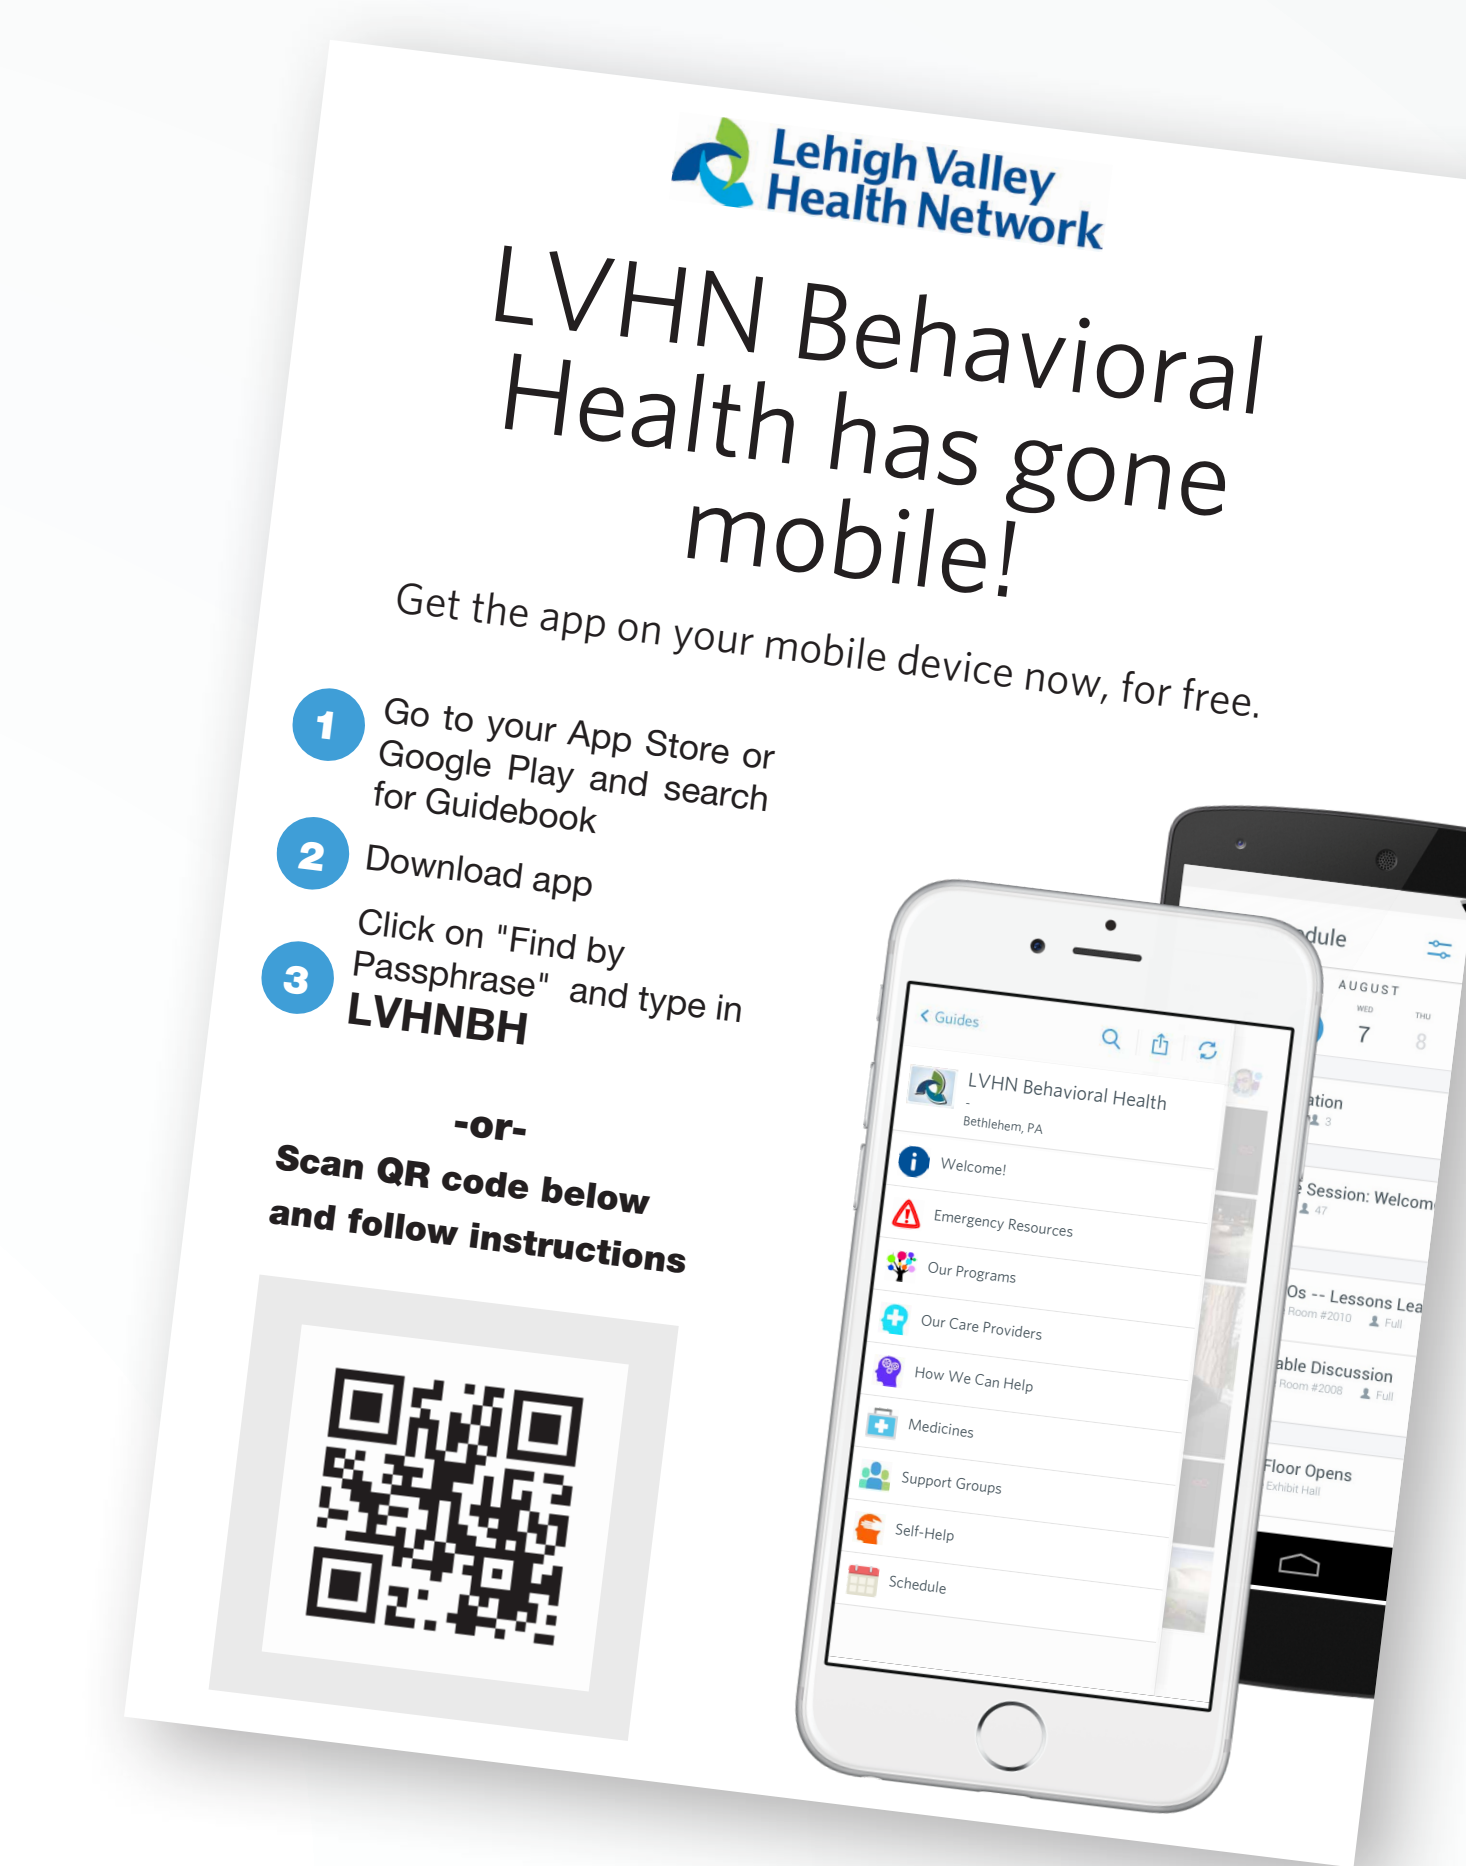 Lehigh Valley
Health Network
LVHN Behavioral
Health has gone
mobile!
Get the app on your mobile device now, for free.
1
Go to your App Store or
Google Play and search
for Guidebook
2
Download app
3
Click on "Find by
Passphrase" and type in
LVHNBH
-or-
Scan QR code below
and follow instructions
Guides
LVHN Behavioral Health
-
Bethlehem, PA
Welcome!
Emergency Resources
Our Programs
Our Care Providers
How We Can Help
Medicines
Support Groups
Self-Help
Schedule
dule
AUGUST
WED
THU
7
8
ation
3
Session: Welcom
47
Os -- Lessons Lea
Room #2010 Full
able Discussion
Room #2008 Full
Floor Opens
Exhibit Hall